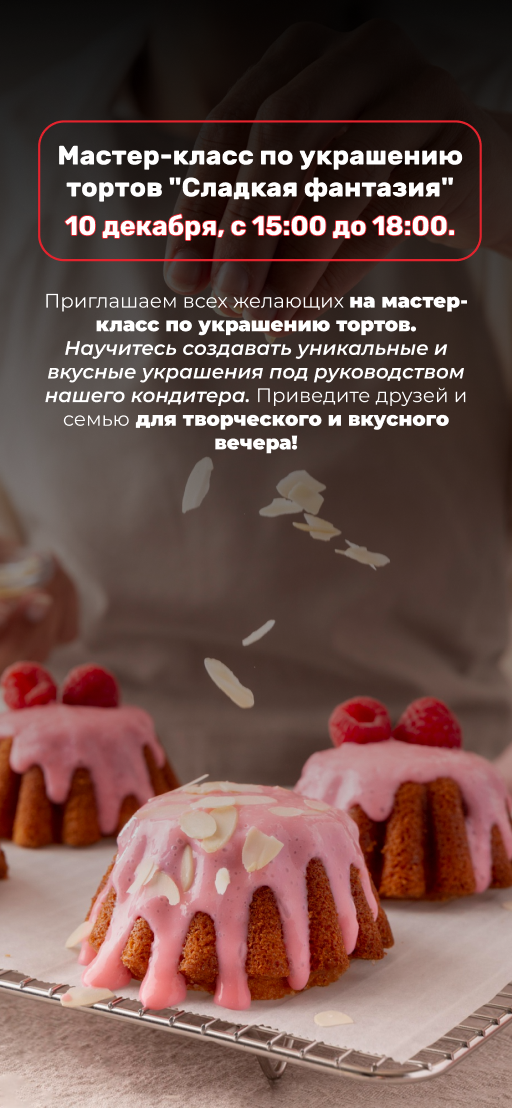 Мастер-класс по украшению
тортов "Сладкая фантазия"
10 декабря, с 15:00 до 18:00.
Приглашаем всех желающих на мастер-
класс по украшению тортов.
Научитесь создавать уникальные и
вкусные украшения под руководством
нашего кондитера. Приведите друзей и
семью для творческого и вкусного
вечера!